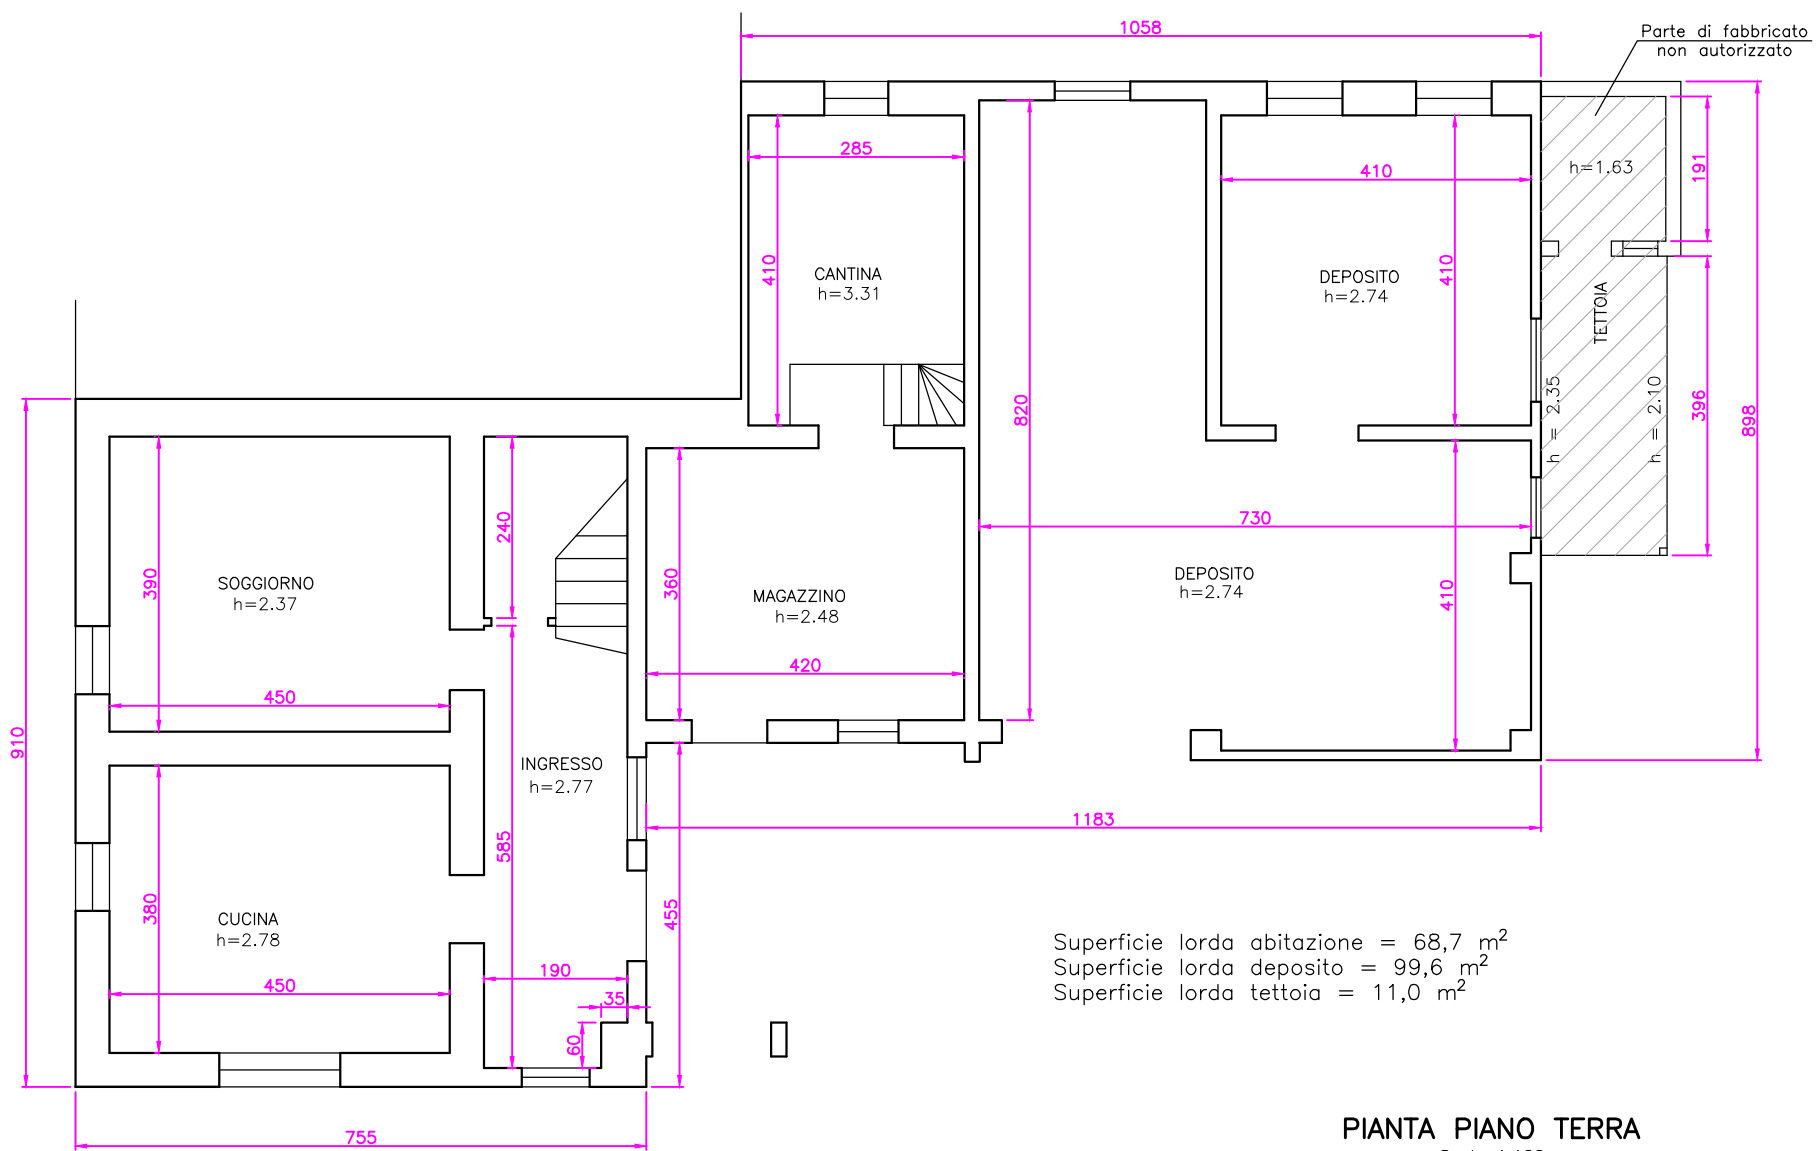 1058
Parte di fabbricato
non autorizzato
285
410
191
h=1.63
410
CANTINA
h=3.31
410
DEPOSITO
h=2.74
TETTOIA
h = 2.35
h = 2.10
396
898
820
240
730
390
SOGGIORNO
h=2.37
360
MAGAZZINO
h=2.48
DEPOSITO
h=2.74
410
420
450
910
INGRESSO
h=2.77
585
1183
380
CUCINA
h=2.78
455
450
190
35
60
Superficie lorda abitazione = 68,7 m²
Superficie lorda deposito = 99,6 m²
Superficie lorda tettoia = 11,0 m²
755
PIANTA PIANO TERRA